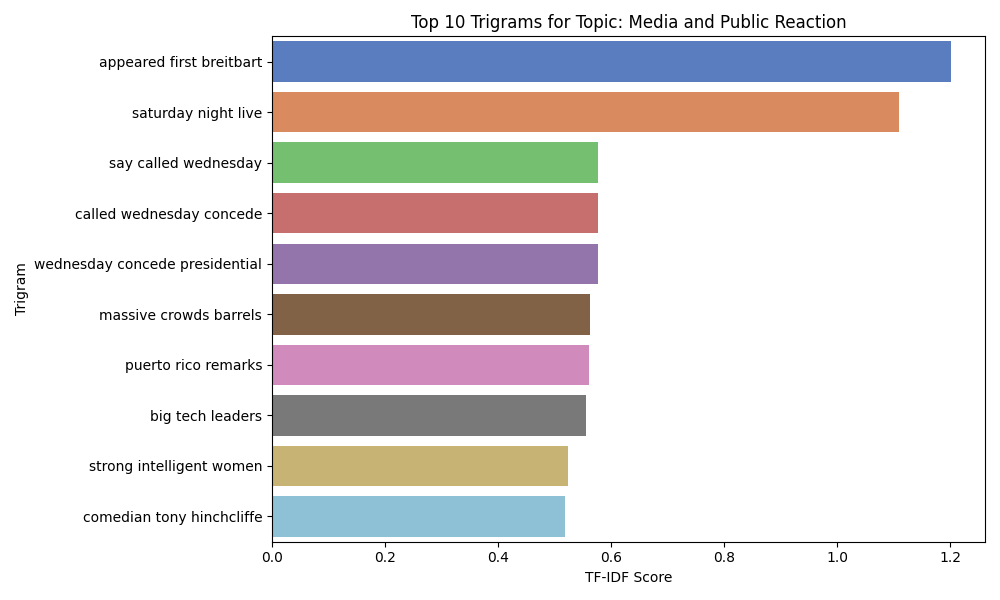 Top 10 Trigrams for Topic: Media and Public Reaction
Trigram
appeared first breitbart
saturday night live
say called wednesday
called wednesday concede
wednesday concede presidential
massive crowds barrels
puerto rico remarks
big tech leaders
strong intelligent women
comedian tony hinchcliffe
0.0 0.2 0.4 0.6 0.8 1.0 1.2
TF-IDF Score